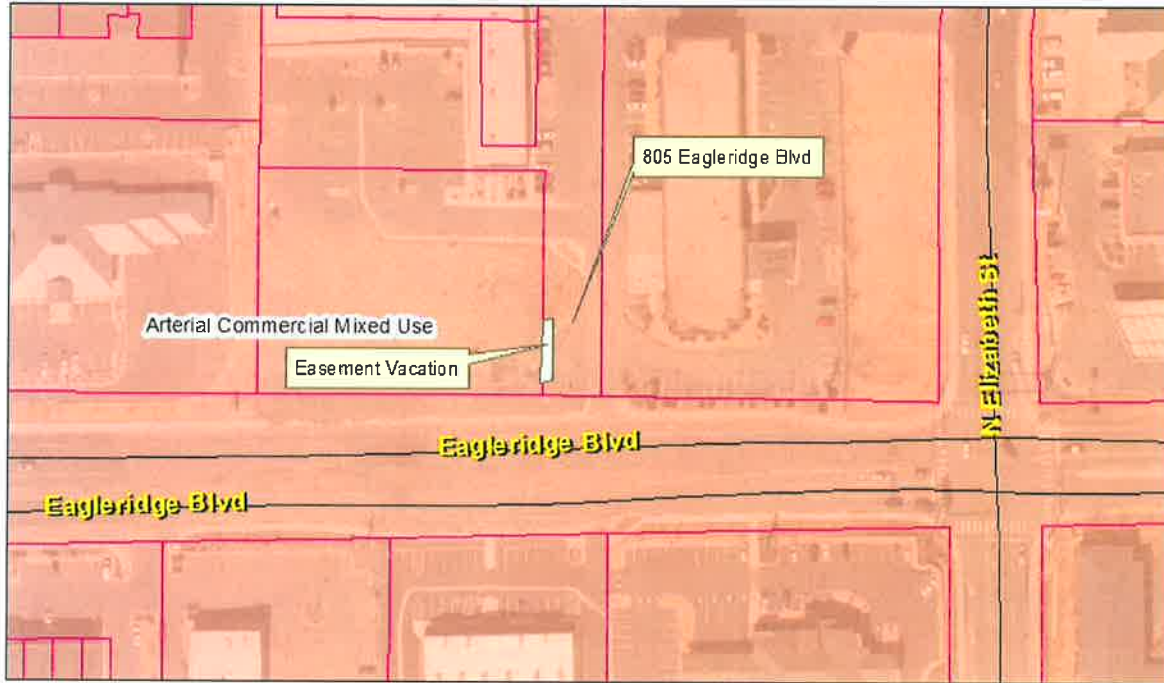 805 Eagleridge Blvd
Arterial Commercial Mixed Use
Easement Vacation
N Elizabeth St
Eagleridge Blvd
Eagleridge Blvd